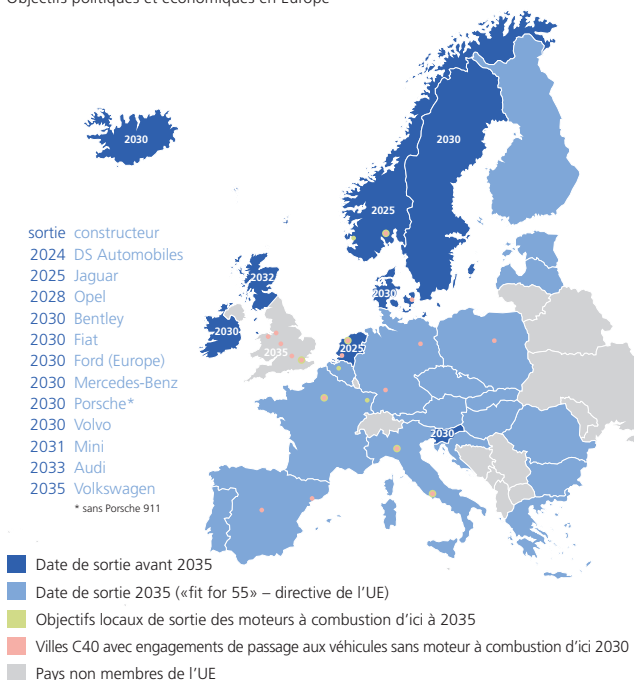 Objectifs politiques et économiques en Europe
2030
2030
2025
2032
2030
2030
2035
2025
2030
sortie constructeur
2024 DS Automobiles
2025 Jaguar
2028 Opel
2030 Bentley
2030 Fiat
2030 Ford (Europe)
2030 Mercedes-Benz
2030 Porsche*
2030 Volvo
2031 Mini
2033 Audi
2035 Volkswagen
* sans Porsche 911
Date de sortie avant 2035
Date de sortie 2035 («fit for 55» – directive de l’UE)
Objectifs locaux de sortie des moteurs à combustion d’ici à 2035
Villes C40 avec engagements de passage aux véhicules sans moteur à combustion d’ici 2030
Pays non membres de l’UE